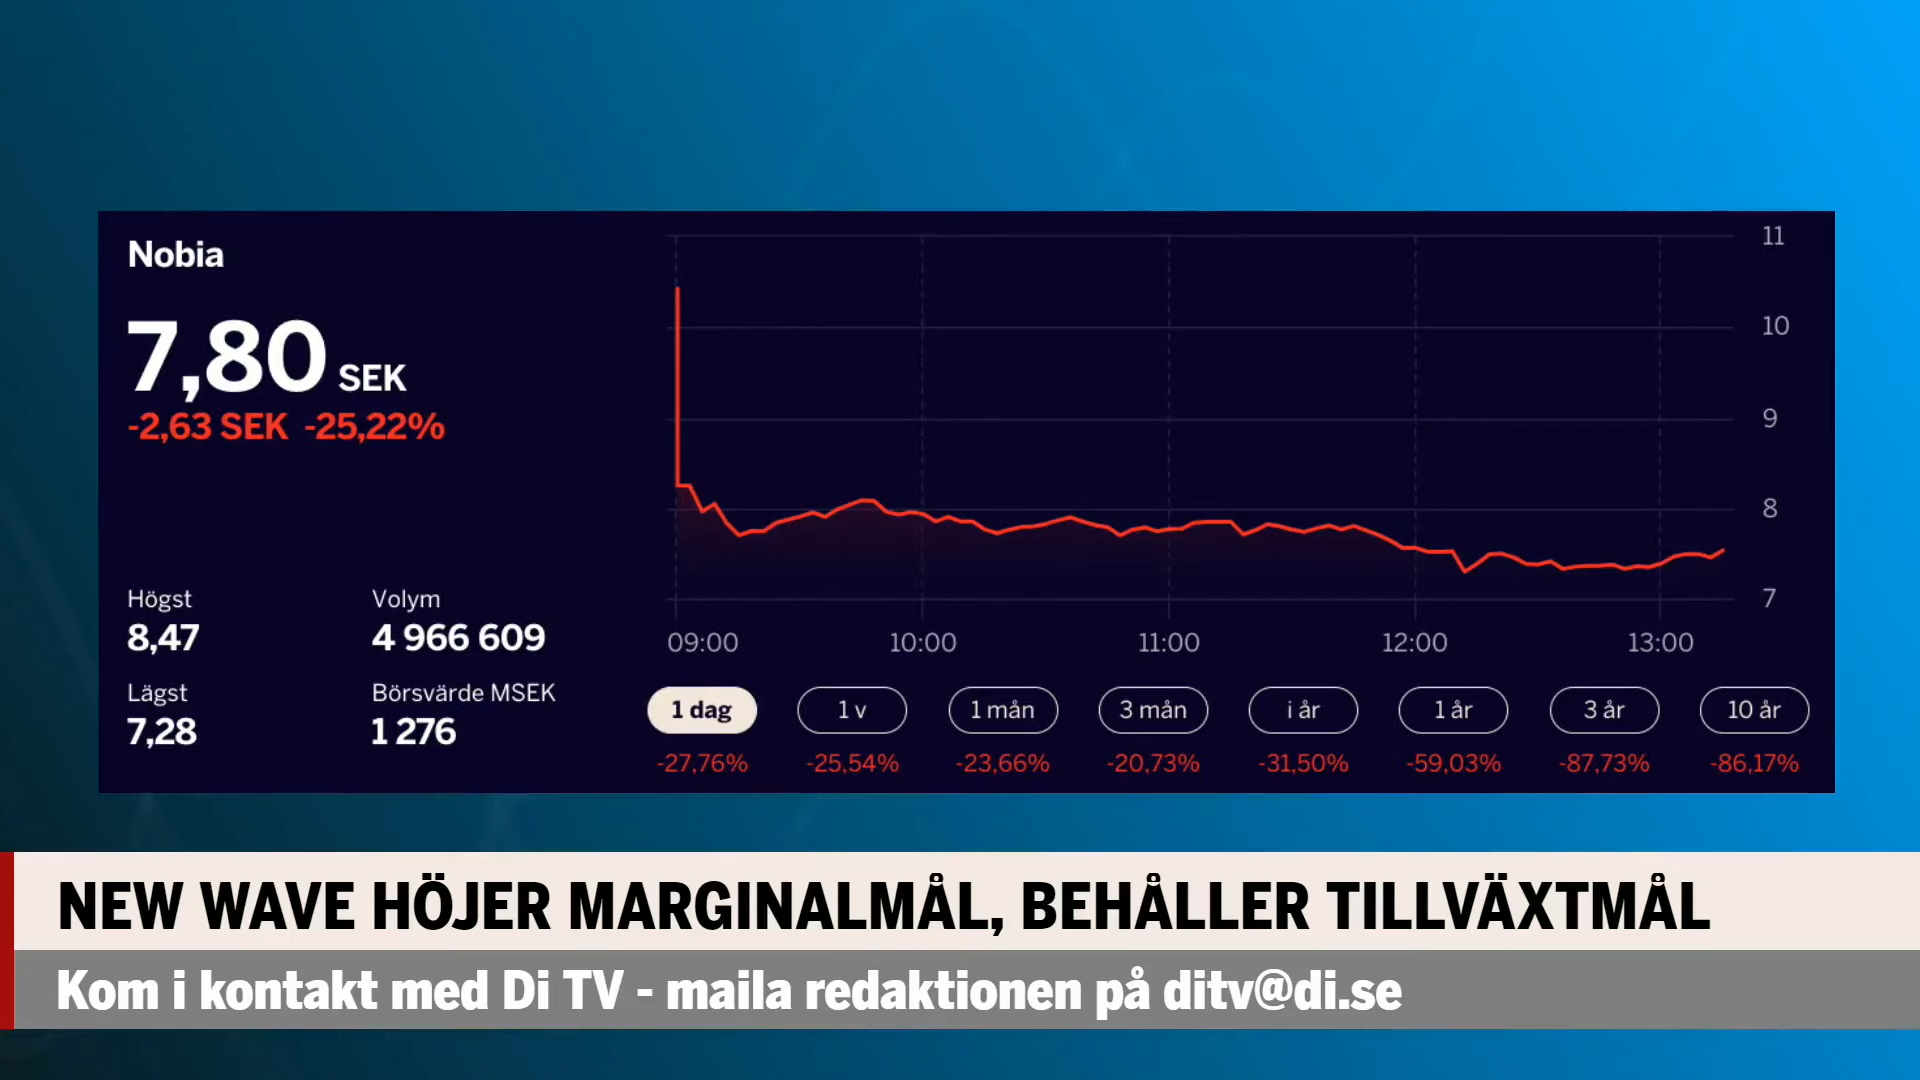 Nobia
7,80 SEK
-2,63 SEK -25,22%
Högst
8,47
Volym
4 966 609
Lägst
7,28
Börsvärde MSEK
1 276
11
10
9
8
7
09:00 10:00 11:00 12:00 13:00
1 dag 1 v 1 mån 3 mån i år 1 år 3 år 10 år
-27,76% -25,54% -23,66% -20,73% -31,50% -59,03% -87,73% -86,17%
NEW WAVE HÖJER MARGINALMÅL, BEHÅLLER TILLVÄXTMÅL
Kom i kontakt med Di TV - maila redaktionen på ditv@di.se